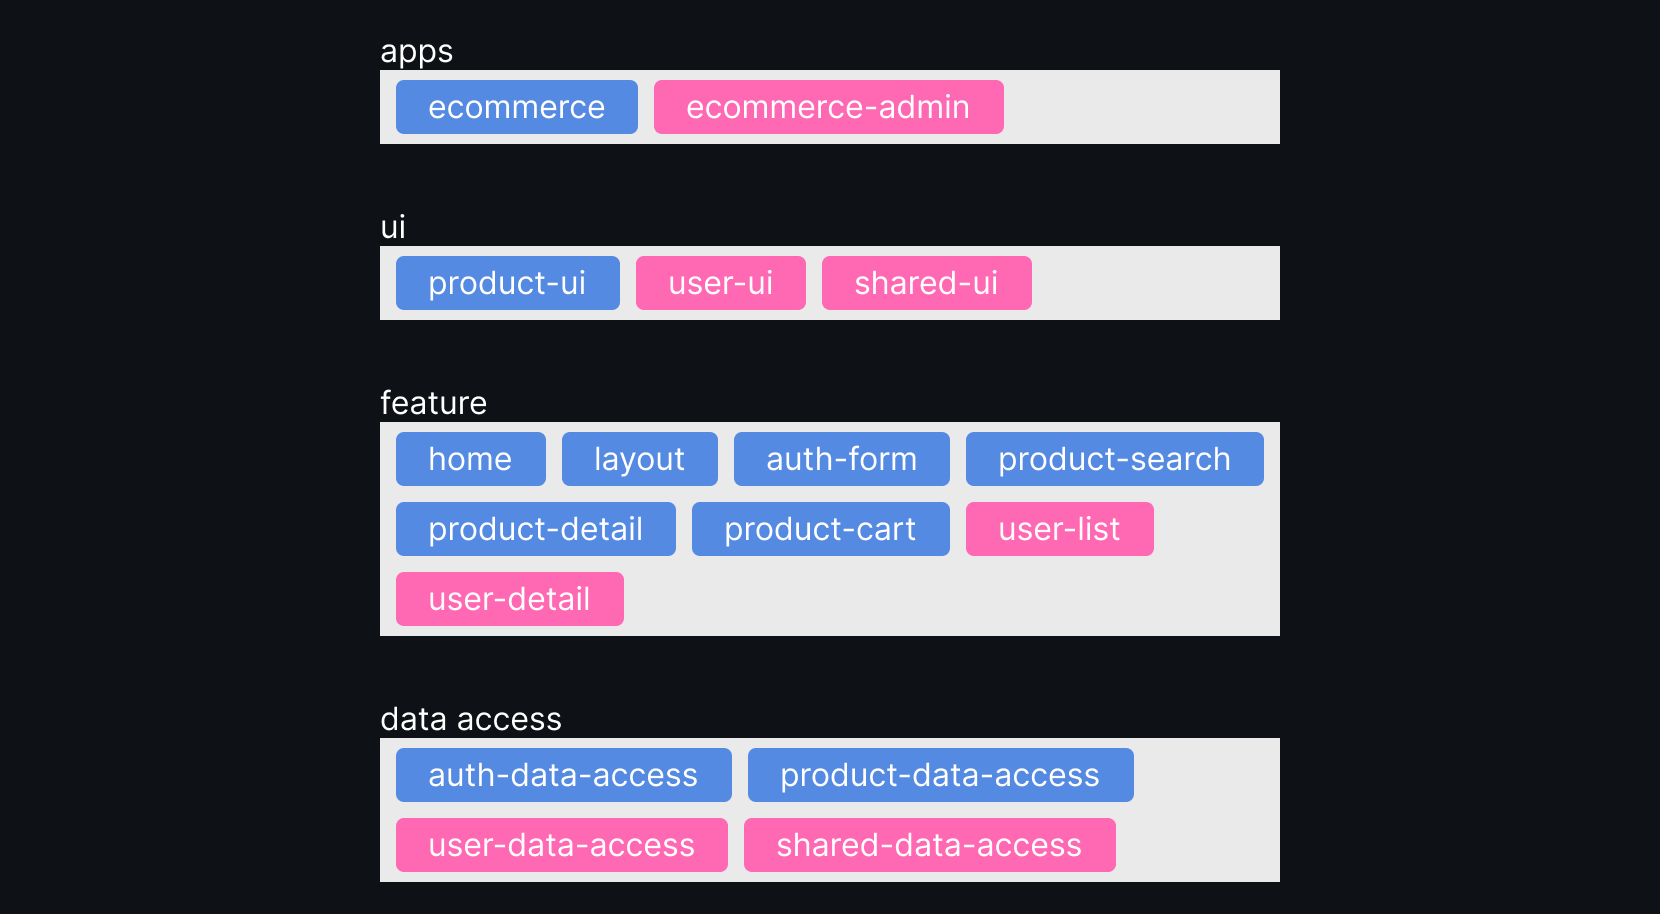 apps
ecommerce ecommerce-admin
ui
product-ui user-ui shared-ui
feature
home layout auth-form product-search
product-detail product-cart user-list
user-detail
data access
auth-data-access product-data-access
user-data-access shared-data-access